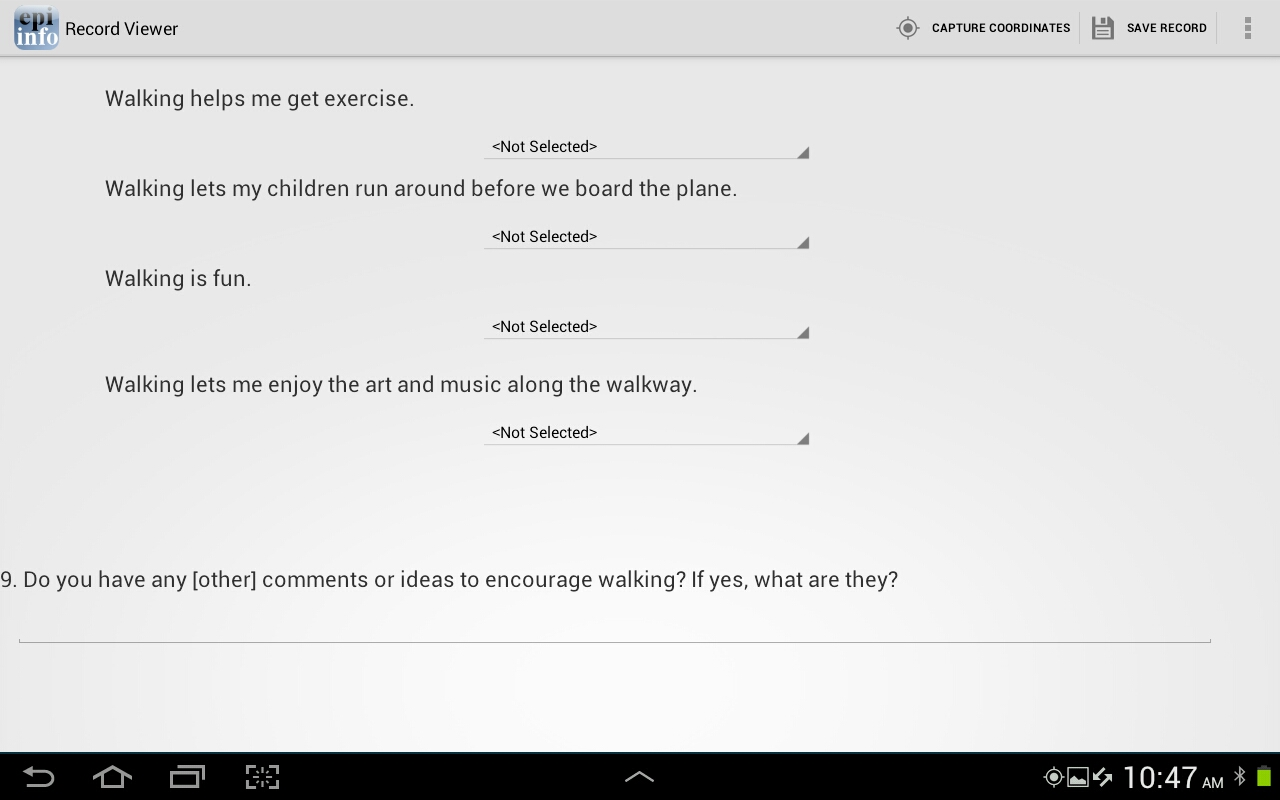 epi
info
Record Viewer
CAPTURE COORDINATES
SAVE RECORD
Walking helps me get exercise.
<Not Selected>
Walking lets my children run around before we board the plane.
<Not Selected>
Walking is fun.
<Not Selected>
Walking lets me enjoy the art and music along the walkway.
<Not Selected>
9. Do you have any [other] comments or ideas to encourage walking? If yes, what are they?
10:47 AM